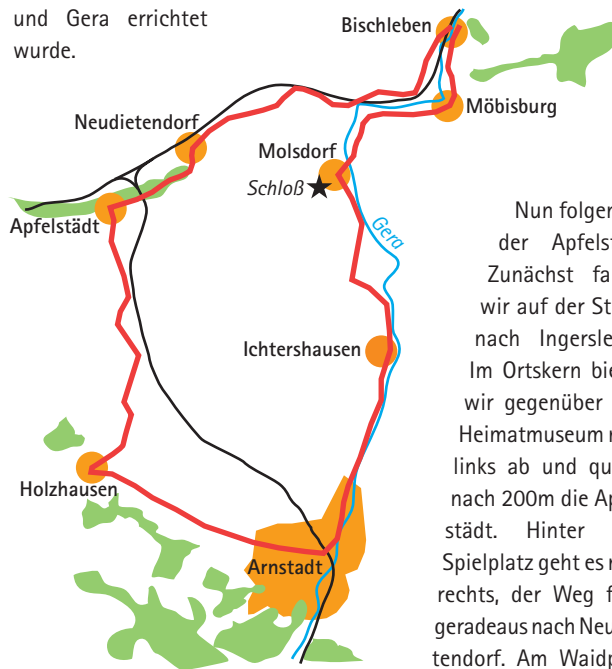 und Gera errichtet
wurde.
Bischleben
Möbisburg
Neudietendorf
Molsdorf
Schloß
Apfelstädt
Gera
Ichtershausen
Holzhausen
Arnstadt
Nun folgen
der Apfelst
Zunächst fa
wir auf der St
nach Ingersle
Im Ortskern bie
wir gegenüber
Heimatmuseum
links ab und qu
nach 200m die Ap
städt. Hinter
Spielplatz geht es
rechts, der Weg f
geradeaus nach Neu
tendorf. Am Waidp